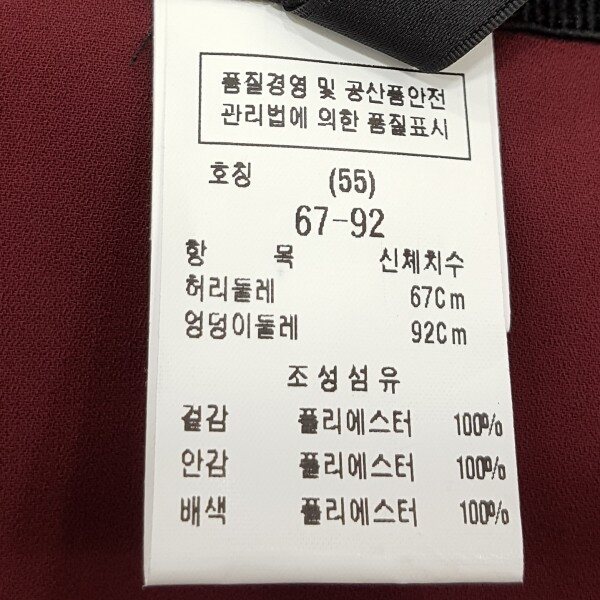 품질경영 및 공산품안전
관리법에 의한 품질표시
호칭 (55)
67-92
항 목 신체치수
허리둘레 67Cm
엉덩이둘레 92Cm
조성섬유
겉감 폴리에스터 100%
안감 폴리에스터 100%
배색 폴리에스터 100%